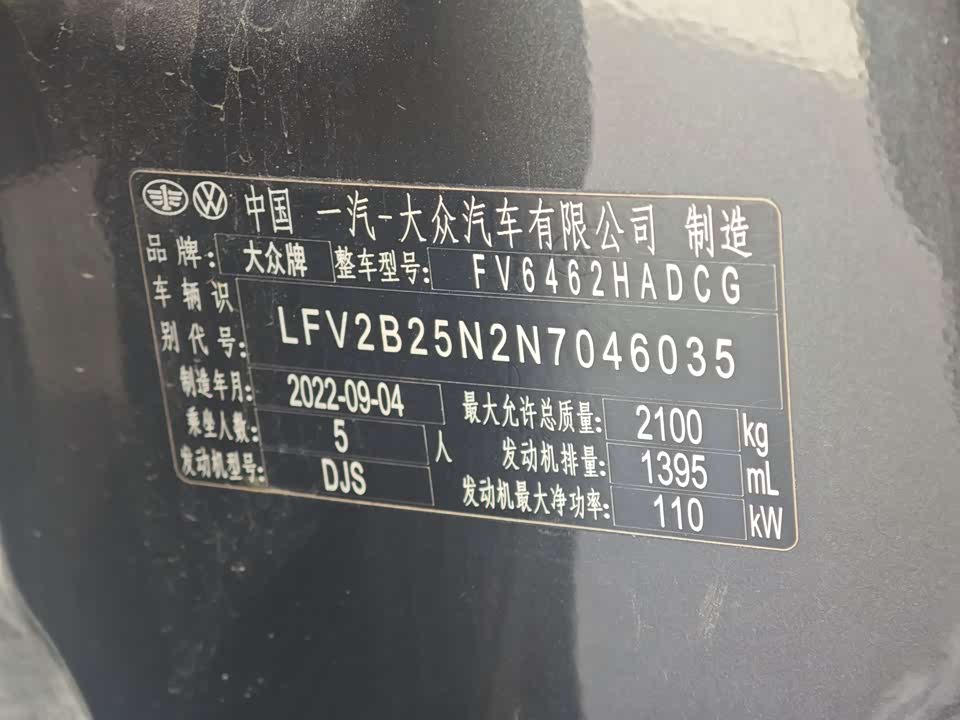 中国 一汽-大众汽车有限公司 制造
品牌: 大众牌 整车型号: FV6462HADCG
车辆识别代号: LFV2B25N2N7046035
制造年月: 2022-09-04 最大允许总质量: 2100 kg
乘坐人数: 5 人 发动机排量: 1395 mL
发动机型号: DJS 发动机最大净功率: 110 kW